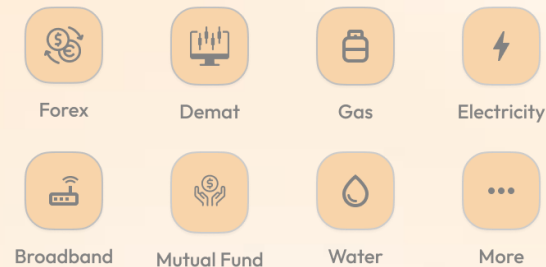 Forex
Demat
Gas
Electricity
Broadband
Mutual Fund
Water
More